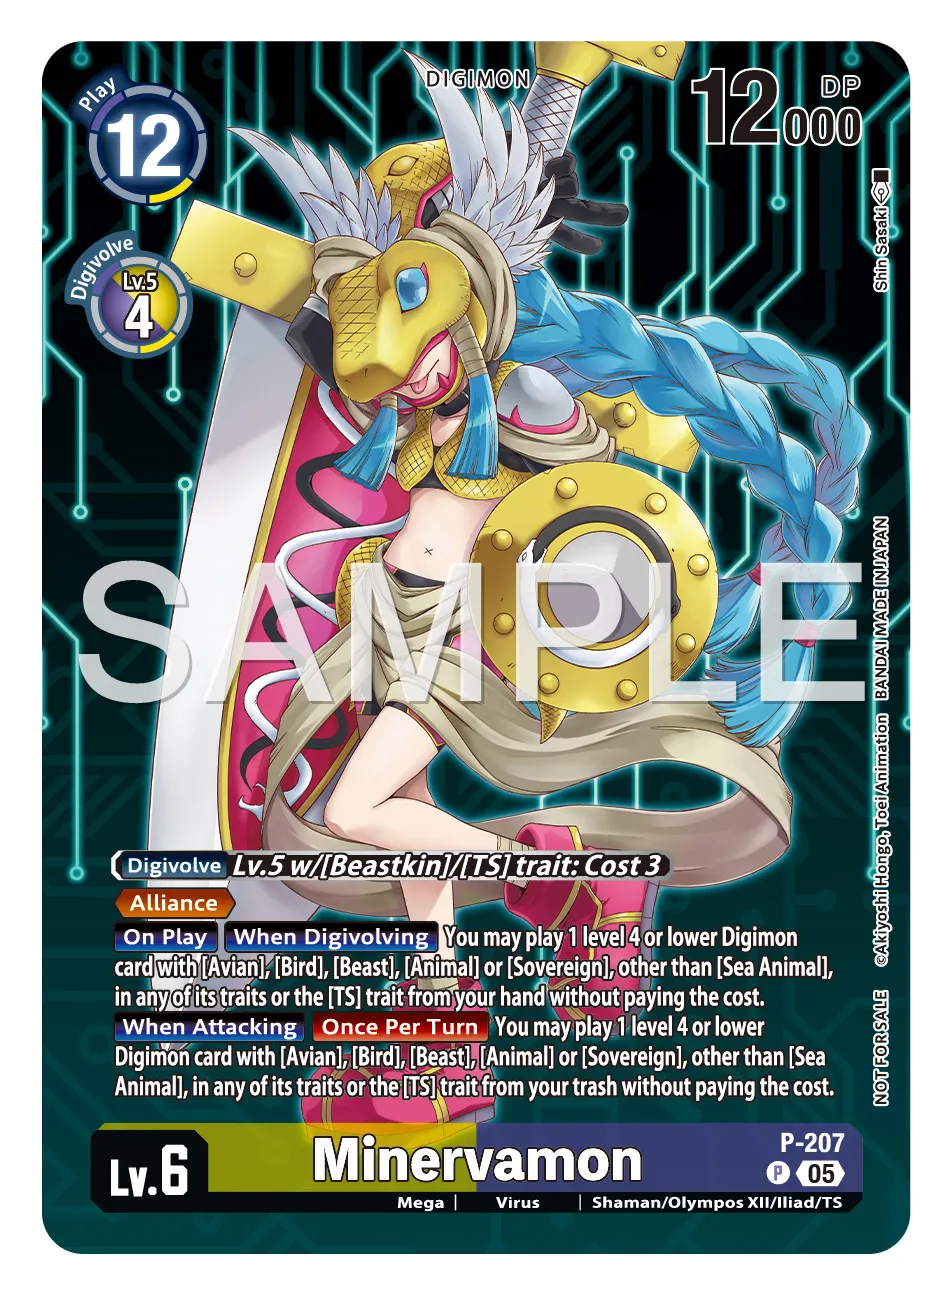 DIGIMON
Play
12
12000
DP
Digivolve
Lv.5
4
Shin Sasaki
SAMPLE
©Akiyoshi Hongo, Toei Animation BANDAI MADE IN JAPAN
NOT FOR SALE
Digivolve Lv.5 w/[Beastkin]/[TS] trait: Cost 3
Alliance
On Play When Digivolving You may play 1 level 4 or lower Digimon
card with [Avian], [Bird], [Beast], [Animal] or [Sovereign], other than [Sea Animal],
in any of its traits or the [TS] trait from your hand without paying the cost.
When Attacking Once Per Turn You may play 1 level 4 or lower
Digimon card with [Avian], [Bird], [Beast], [Animal] or [Sovereign], other than [Sea
Animal], in any of its traits or the [TS] trait from your trash without paying the cost.
Lv.6
Minervamon
P-207
P 05
Mega | Virus | Shaman/Olympos XII/Iliad/TS